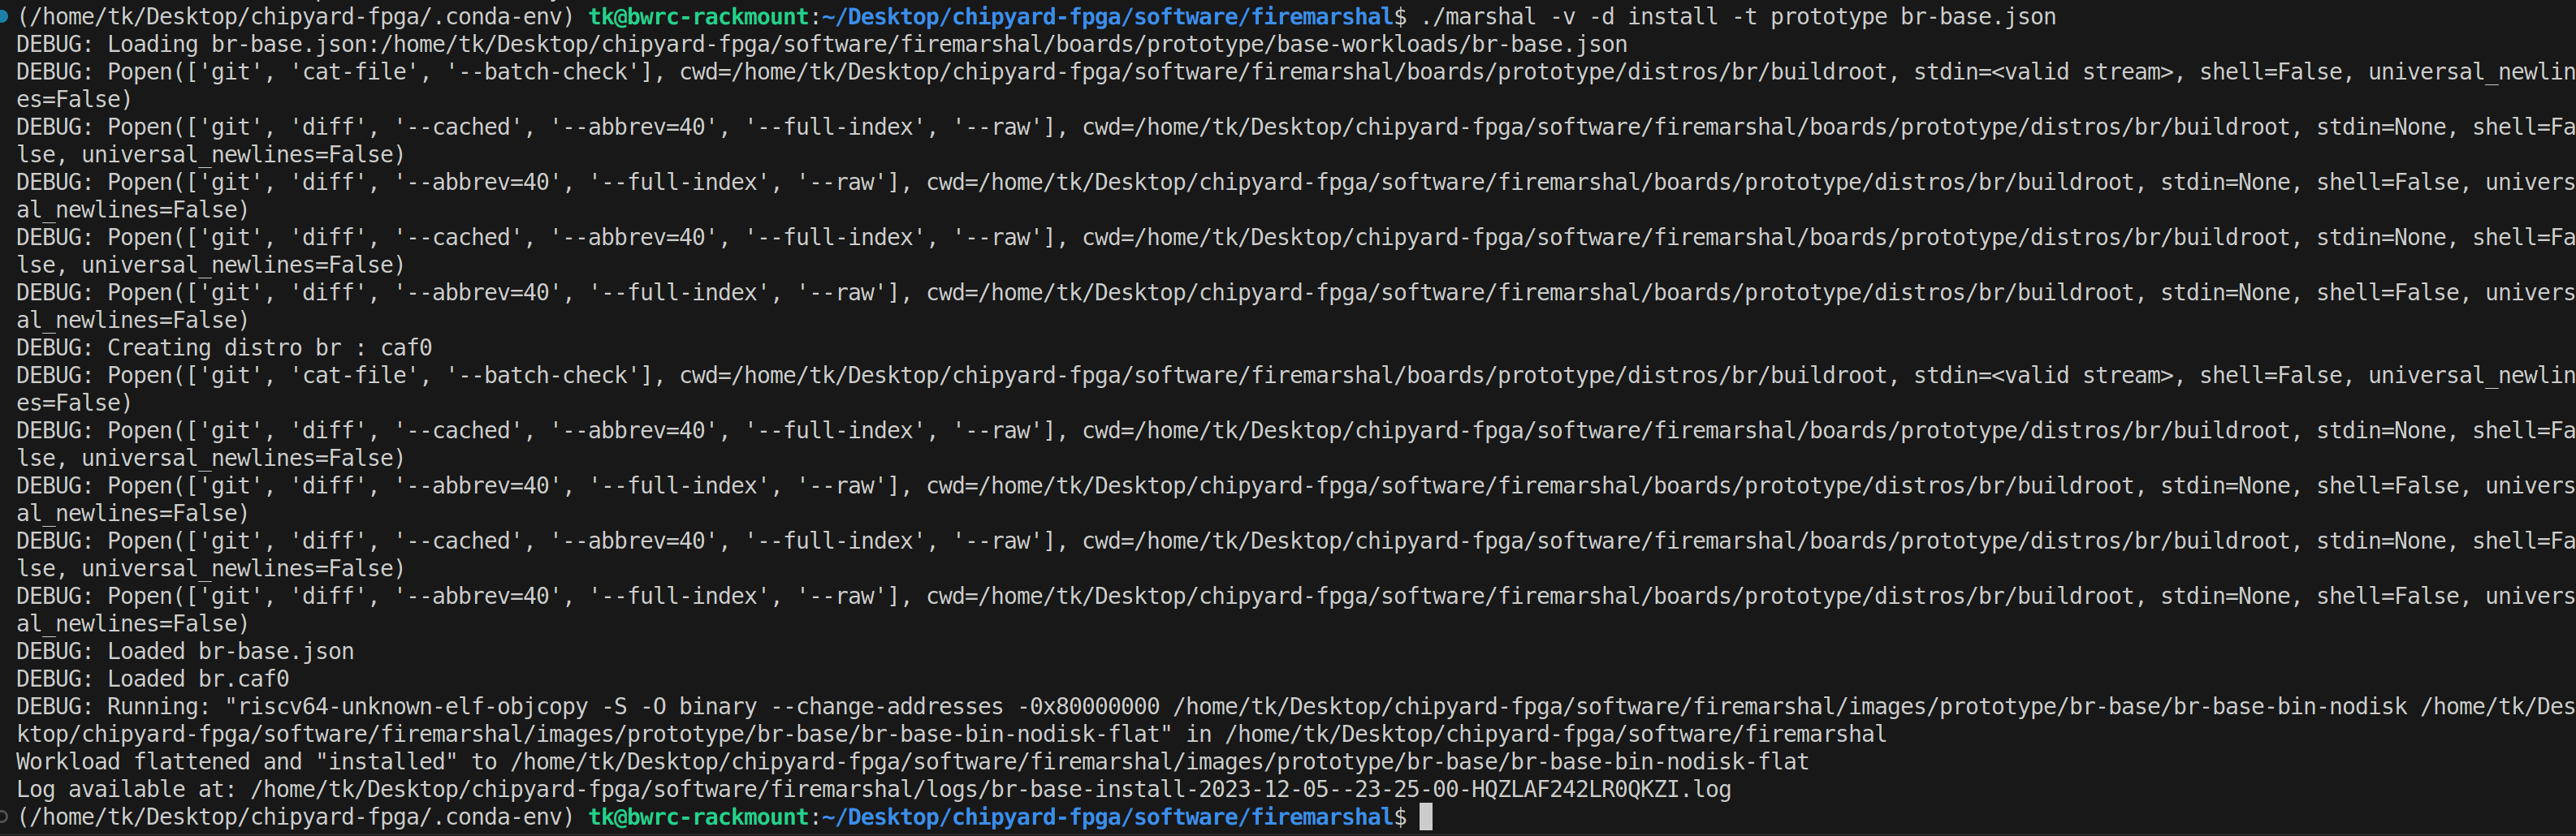 (/home/tk/Desktop/chipyard-fpga/.conda-env) tk@bwrc-rackmount:~/Desktop/chipyard-fpga/software/firemarshal$ ./marshal -v -d install -t prototype br-base.json
DEBUG: Loading br-base.json:/home/tk/Desktop/chipyard-fpga/software/firemarshal/boards/prototype/base-workloads/br-base.json
DEBUG: Popen(['git', 'cat-file', '--batch-check'], cwd=/home/tk/Desktop/chipyard-fpga/software/firemarshal/boards/prototype/distros/br/buildroot, stdin=<valid stream>, shell=False, universal_newlin
es=False)
DEBUG: Popen(['git', 'diff', '--cached', '--abbrev=40', '--full-index', '--raw'], cwd=/home/tk/Desktop/chipyard-fpga/software/firemarshal/boards/prototype/distros/br/buildroot, stdin=None, shell=Fa
lse, universal_newlines=False)
DEBUG: Popen(['git', 'diff', '--abbrev=40', '--full-index', '--raw'], cwd=/home/tk/Desktop/chipyard-fpga/software/firemarshal/boards/prototype/distros/br/buildroot, stdin=None, shell=False, univers
al_newlines=False)
DEBUG: Popen(['git', 'diff', '--cached', '--abbrev=40', '--full-index', '--raw'], cwd=/home/tk/Desktop/chipyard-fpga/software/firemarshal/boards/prototype/distros/br/buildroot, stdin=None, shell=Fa
lse, universal_newlines=False)
DEBUG: Popen(['git', 'diff', '--abbrev=40', '--full-index', '--raw'], cwd=/home/tk/Desktop/chipyard-fpga/software/firemarshal/boards/prototype/distros/br/buildroot, stdin=None, shell=False, univers
al_newlines=False)
DEBUG: Creating distro br : caf0
DEBUG: Popen(['git', 'cat-file', '--batch-check'], cwd=/home/tk/Desktop/chipyard-fpga/software/firemarshal/boards/prototype/distros/br/buildroot, stdin=<valid stream>, shell=False, universal_newlin
es=False)
DEBUG: Popen(['git', 'diff', '--cached', '--abbrev=40', '--full-index', '--raw'], cwd=/home/tk/Desktop/chipyard-fpga/software/firemarshal/boards/prototype/distros/br/buildroot, stdin=None, shell=Fa
lse, universal_newlines=False)
DEBUG: Popen(['git', 'diff', '--abbrev=40', '--full-index', '--raw'], cwd=/home/tk/Desktop/chipyard-fpga/software/firemarshal/boards/prototype/distros/br/buildroot, stdin=None, shell=False, univers
al_newlines=False)
DEBUG: Popen(['git', 'diff', '--cached', '--abbrev=40', '--full-index', '--raw'], cwd=/home/tk/Desktop/chipyard-fpga/software/firemarshal/boards/prototype/distros/br/buildroot, stdin=None, shell=Fa
lse, universal_newlines=False)
DEBUG: Popen(['git', 'diff', '--abbrev=40', '--full-index', '--raw'], cwd=/home/tk/Desktop/chipyard-fpga/software/firemarshal/boards/prototype/distros/br/buildroot, stdin=None, shell=False, univers
al_newlines=False)
DEBUG: Loaded br-base.json
DEBUG: Loaded br.caf0
DEBUG: Running: "riscv64-unknown-elf-objcopy -S -O binary --change-addresses -0x80000000 /home/tk/Desktop/chipyard-fpga/software/firemarshal/images/prototype/br-base/br-base-bin-nodisk /home/tk/Des
ktop/chipyard-fpga/software/firemarshal/images/prototype/br-base/br-base-bin-nodisk-flat" in /home/tk/Desktop/chipyard-fpga/software/firemarshal
Workload flattened and "installed" to /home/tk/Desktop/chipyard-fpga/software/firemarshal/images/prototype/br-base/br-base-bin-nodisk-flat
Log available at: /home/tk/Desktop/chipyard-fpga/software/firemarshal/logs/br-base-install-2023-12-05--23-25-00-HQZLAF242LR0QKZI.log
(/home/tk/Desktop/chipyard-fpga/.conda-env) tk@bwrc-rackmount:~/Desktop/chipyard-fpga/software/firemarshal$